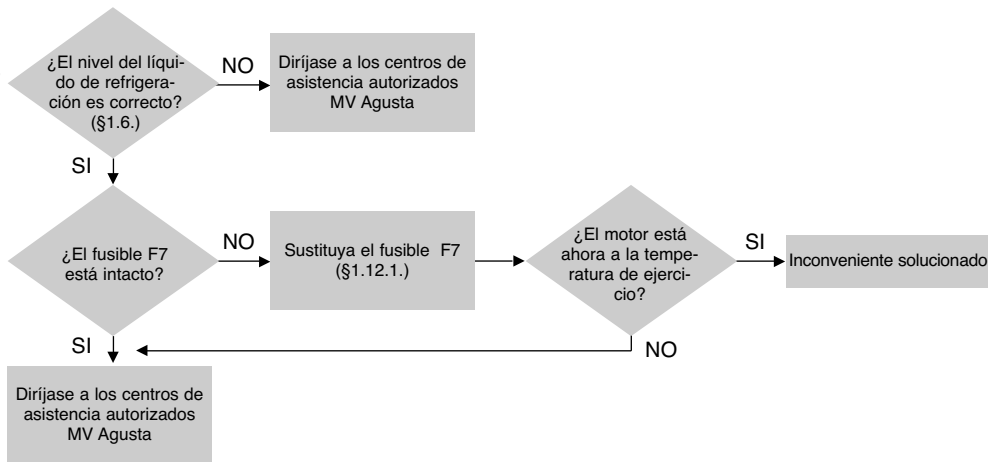 ¿El nivel del líqui-
do de refrigera-
ción es correcto?
(§1.6.)
NO
Diríjase a los centros de
asistencia autorizados
MV Agusta
SI
¿El fusible F7
está intacto?
NO
Sustituya el fusible F7
(§1.12.1.)
¿El motor está
ahora a la tempe-
ratura de ejerci-
cio?
SI
Inconveniente solucionado
SI
NO
Diríjase a los centros de
asistencia autorizados
MV Agusta